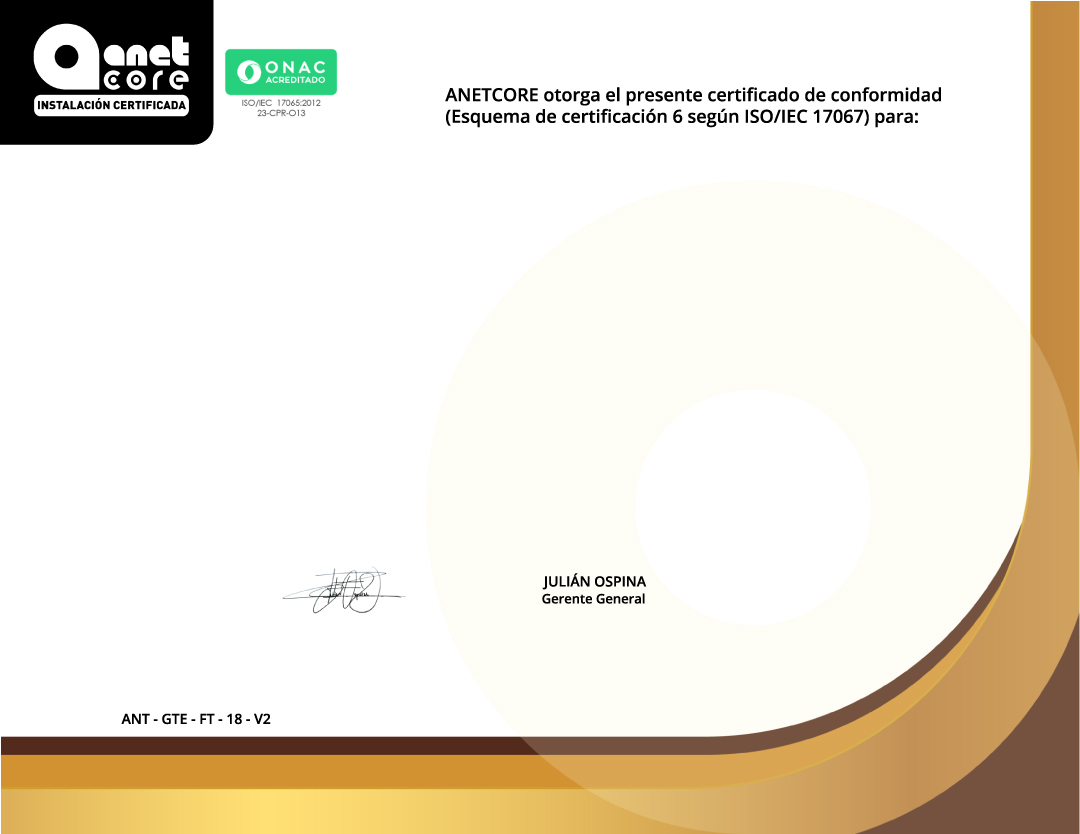 anet
core
INSTALACIÓN CERTIFICADA
ONAC
ACREDITADO
ISO/IEC 17065:2012
23-CPR-O13
ANETCORE otorga el presente certificado de conformidad
(Esquema de certificación 6 según ISO/IEC 17067) para:
JULIÁN OSPINA
Gerente General
ANT - GTE - FT - 18 - V2